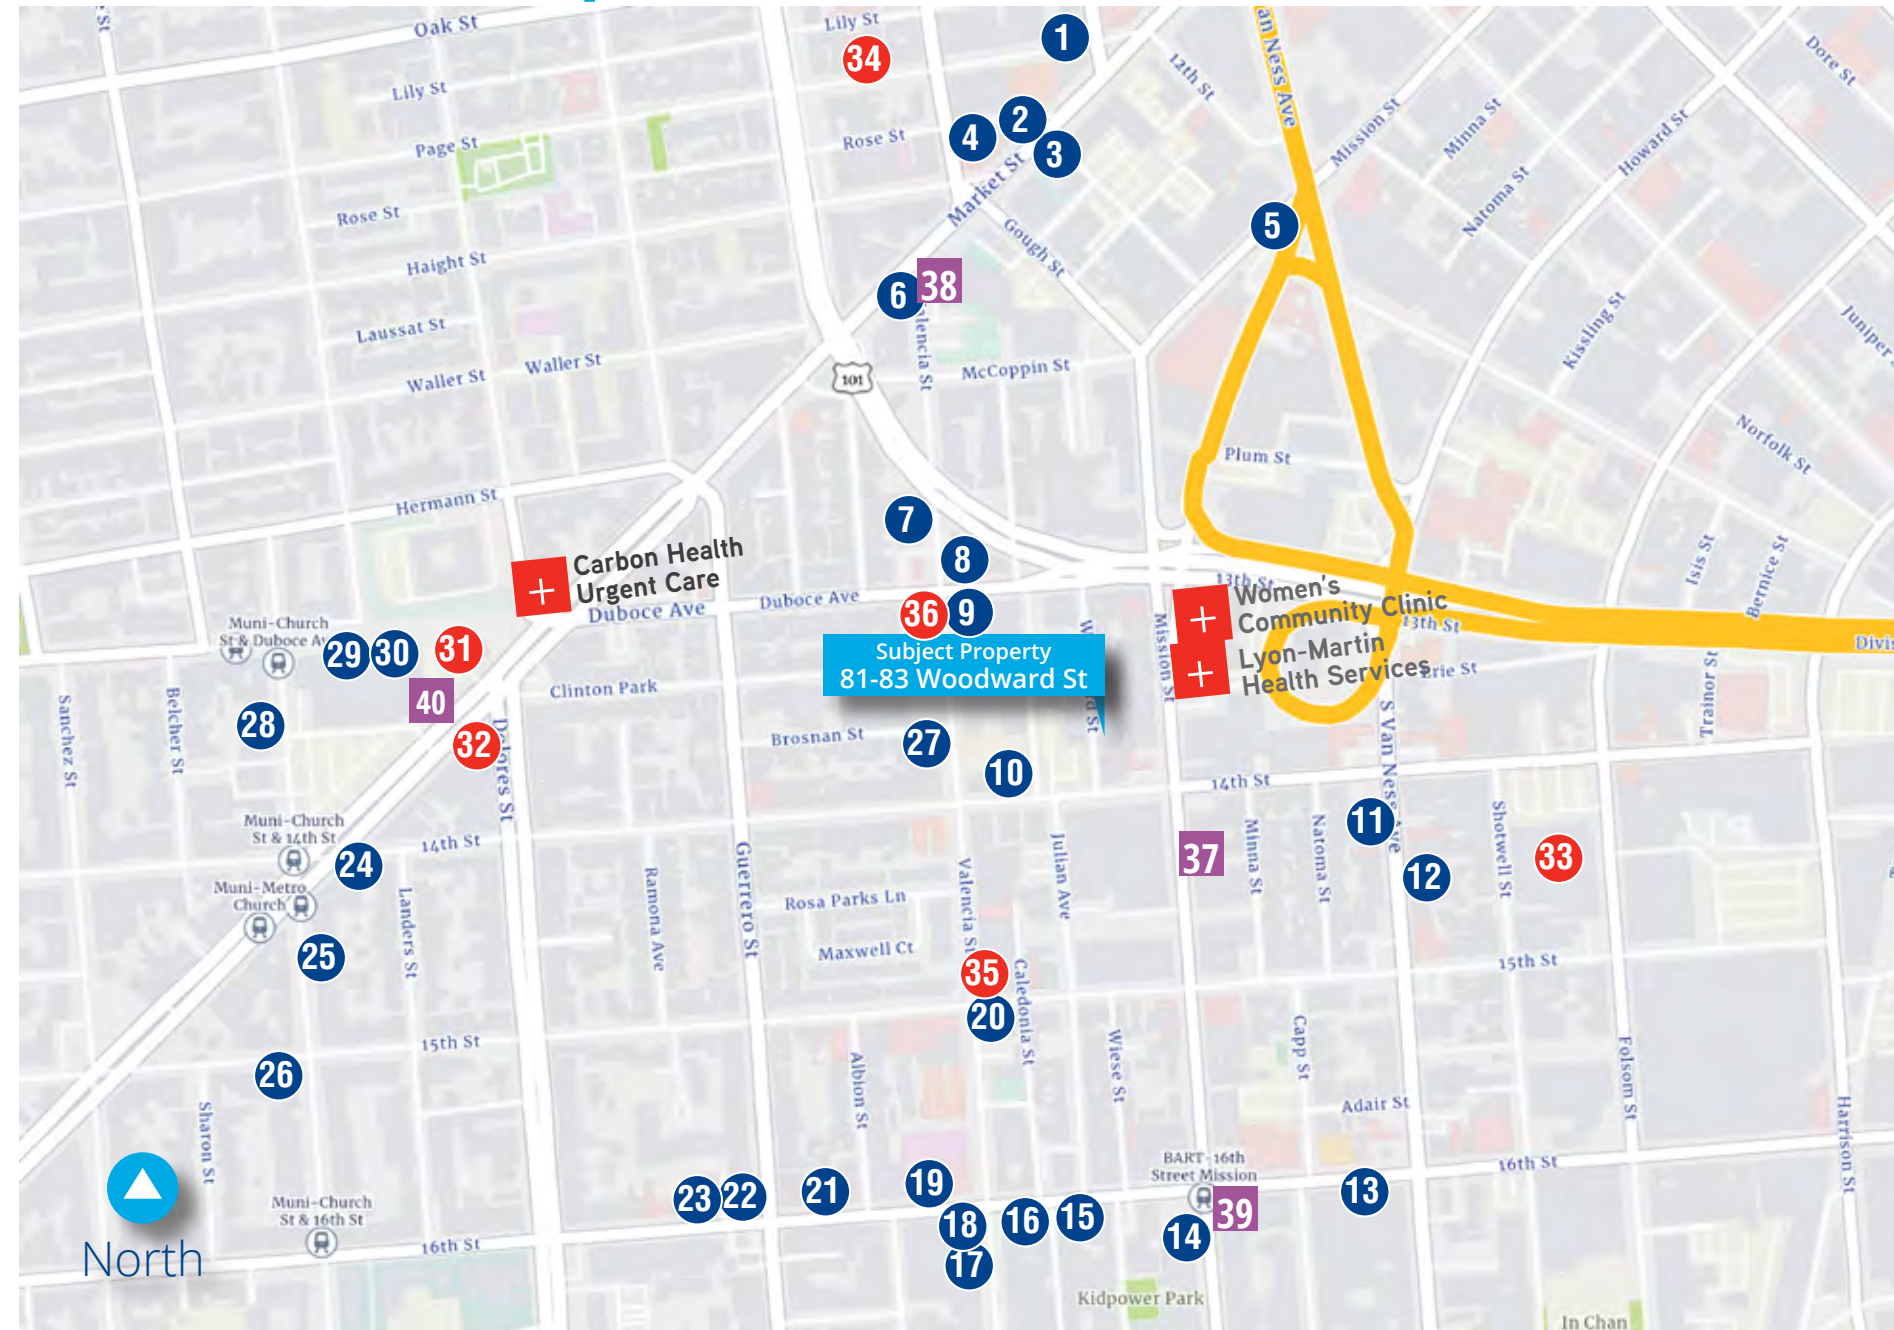 Oak St
Lily St
34
1
an Ness Ave
12th St
Dore St
Lily St
Page St
Rose St
4
2
3
Market St
Mission St
Minna St
Howard St
Natoma St
Rose St
Haight St
Gough St
5
6
38
alencia St
Laussat St
Waller St
Waller St
101
McCoppin St
Kissling St
Juniper
Plum St
Norfolk St
Hermann St
7
8
Carbon Health
Urgent Care
Duboce Ave
Duboce Ave
36
9
13th St
Women's
Community Clinic
13th St
Isis St
Bernice St
Divis
Muni-Church
St & Duboce Av
29
30
31
Subject Property
81-83 Woodward St
Mission St
Lyon-Martin
Health Services
Erie St
Trainor St
Sanchez St
Belcher St
28
40
32
Dolores St
Clinton Park
Brosnan St
27
10
14th St
S Van Ness Ave
11
12
Shotwell St
33
Muni-Church
St & 14th St
24
14th St
Muni-Metro
Church
25
Landers St
Ramona Ave
Guerrero St
Rosa Parks Ln
Maxwell Ct
Valencia St
Julian Ave
37
Minna St
Natoma St
35
20
Caledonia St
15th St
26
15th St
Sharon St
Albion St
Wiese St
Capp St
Adair St
Folsom St
Harrison St
North
Muni-Church
St & 16th St
16th St
23
22
21
19
18
17
16
15
BART-16th
Street Mission
14
39
13
16th St
Kidpower Park
In Chan